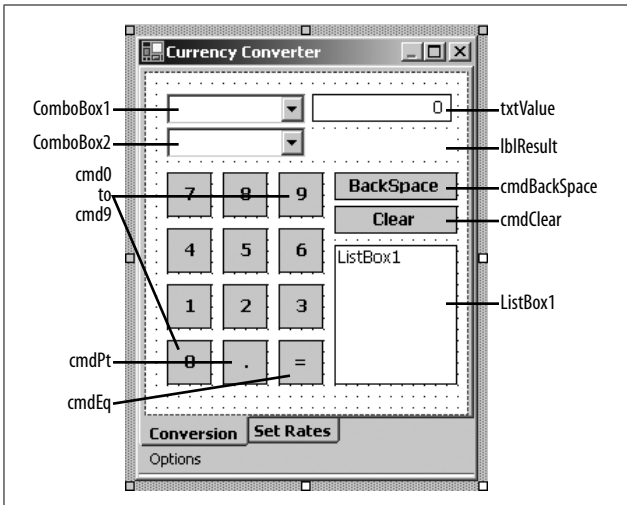 Currency Converter
ComboBox1
0
txtValue
ComboBox2
lblResult
cmd0
to
cmd9
7 8 9
BackSpace
cmdBackSpace
Clear
cmdClear
4 5 6
ListBox1
ListBox1
1 2 3
cmdPt
0 . =
cmdEq
Conversion Set Rates
Options